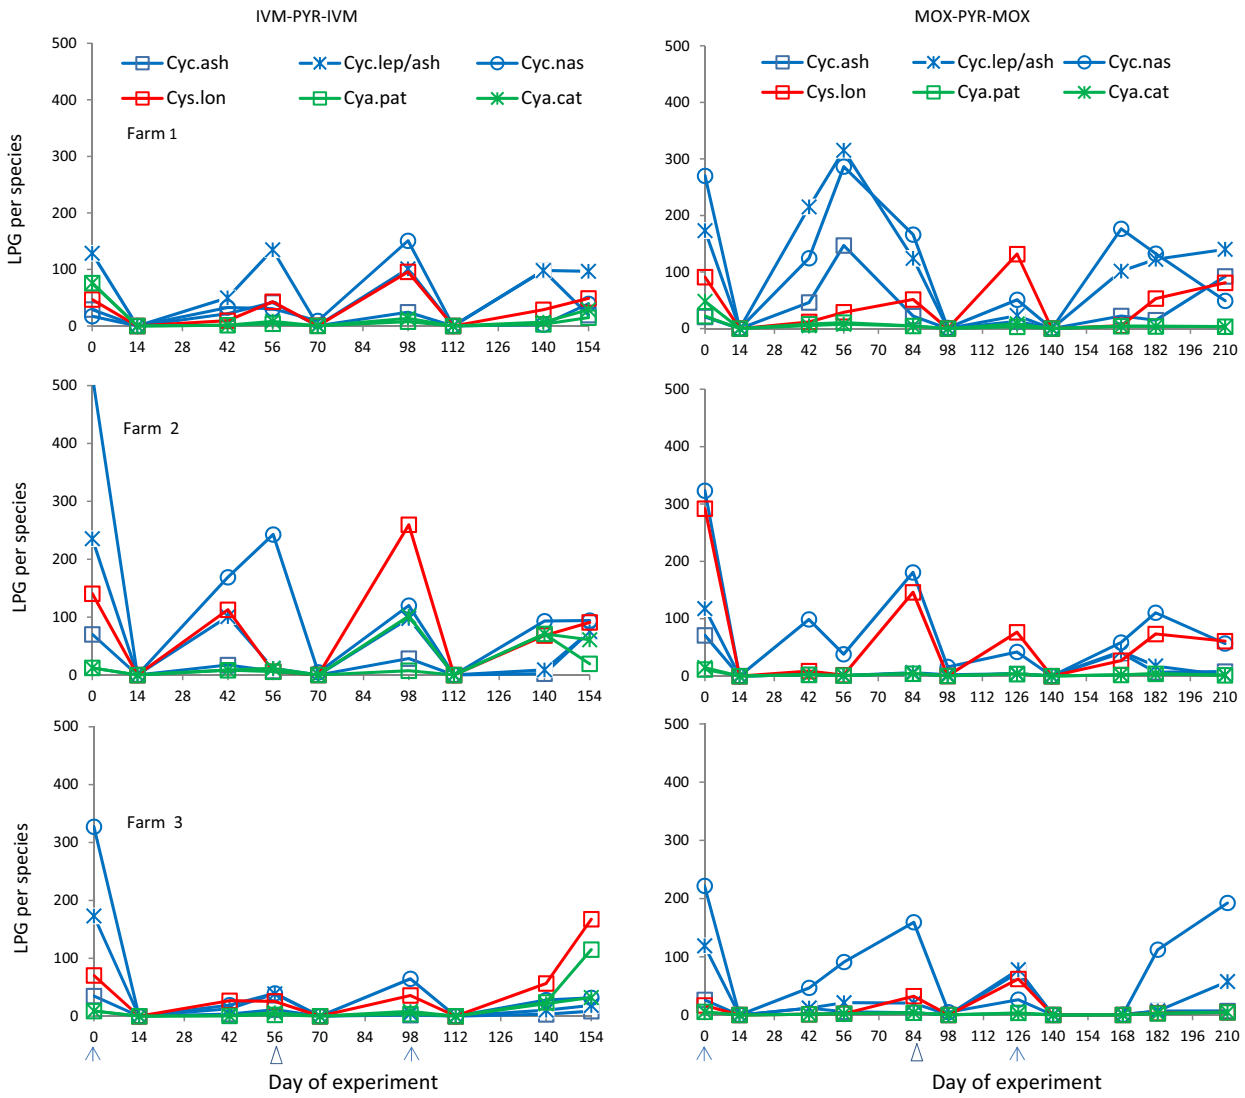 IVM-PYR-IVM
MOX-PYR-MOX
500
400
300
200
100
0
LPG per species
Cyc.ash
Cyc.lep/ash
Cyc.nas
Cys.lon
Cya.pat
Cya.cat
Farm 1
0 14 28 42 56 70 84 98 112 126 140 154
500
400
300
200
100
0
Cyc.ash
Cyc.lep/ash
Cyc.nas
Cys.lon
Cya.pat
Cya.cat
0 14 28 42 56 70 84 98 112 126 140 154 168 182 196 210
500
400
300
200
100
0
LPG per species
Farm 2
0 14 28 42 56 70 84 98 112 126 140 154
500
400
300
200
100
0
0 14 28 42 56 70 84 98 112 126 140 154 168 182 196 210
500
400
300
200
100
0
LPG per species
Farm 3
0 14 28 42 56 70 84 98 112 126 140 154
Day of experiment
500
400
300
200
100
0
0 14 28 42 56 70 84 98 112 126 140 154 168 182 196 210
Day of experiment